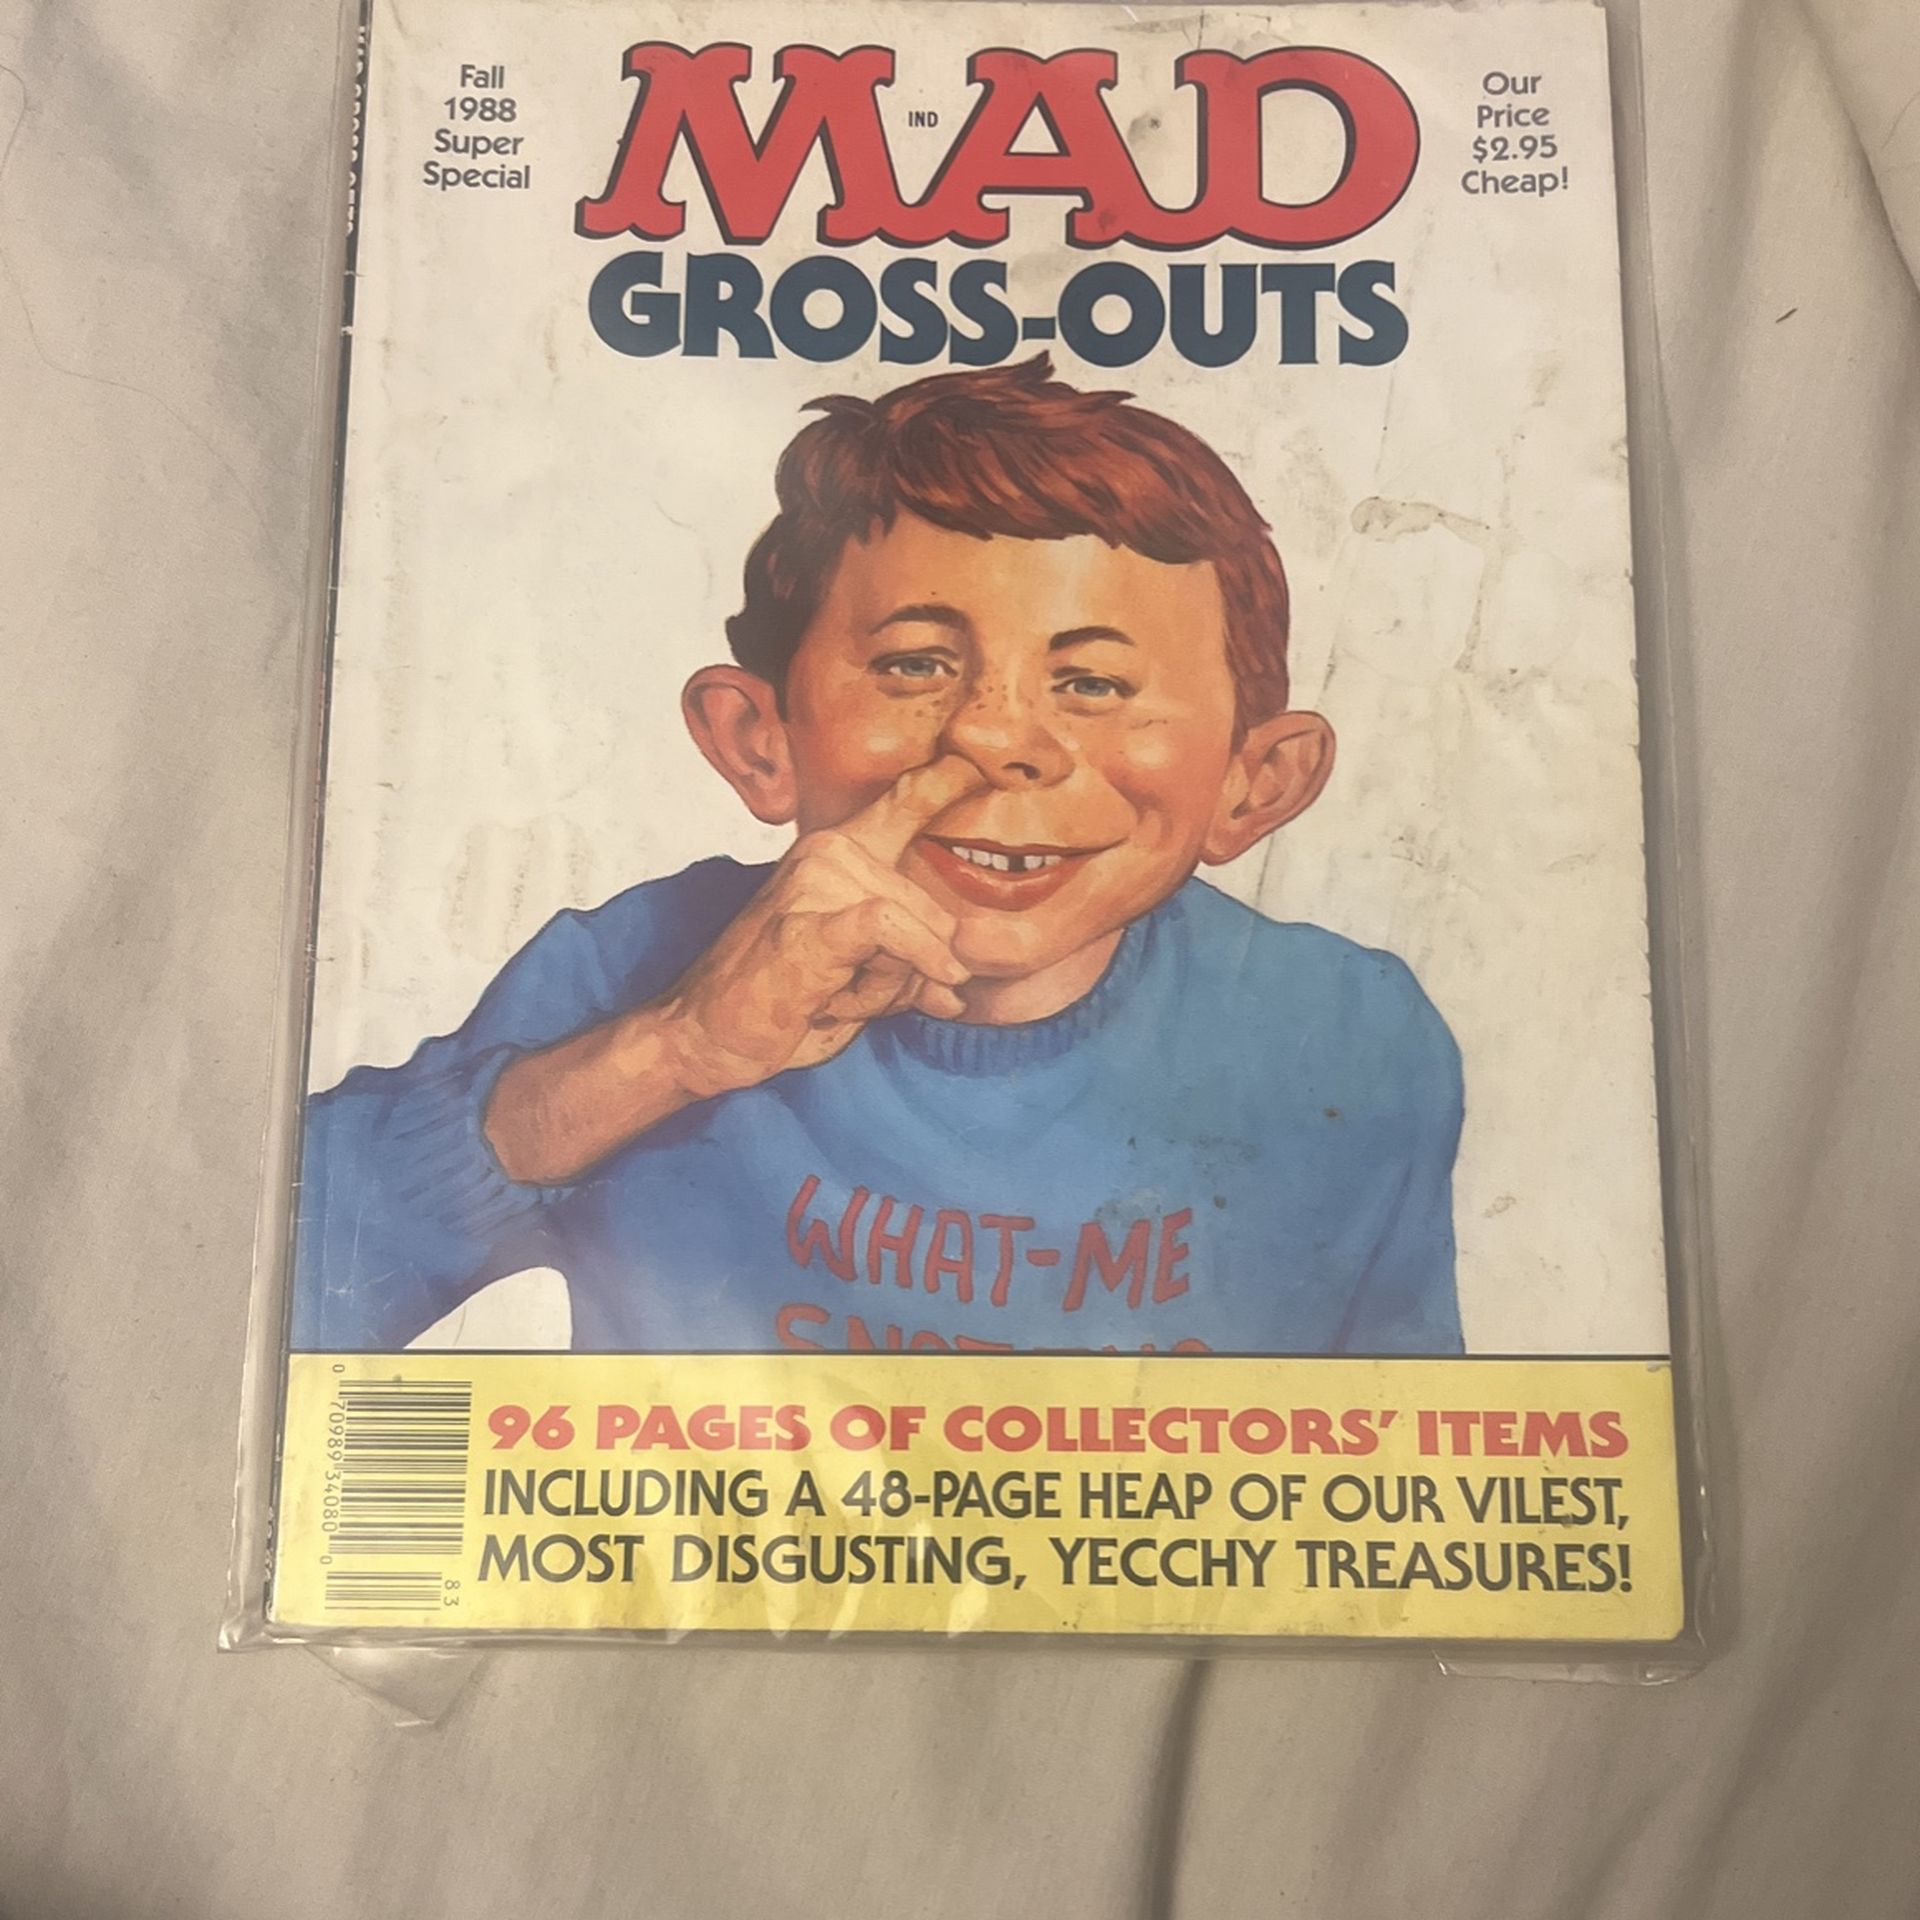 Fall
1988
Super
Special
MAD
IND
Our
Price
$2.95
Cheap!
GROSS-OUTS
WHAT-ME
96 PAGES OF COLLECTORS' ITEMS
INCLUDING A 48-PAGE HEAP OF OUR VILEST,
MOST DISGUSTING, YECCHY TREASURES!
0 70989 34080 0
83